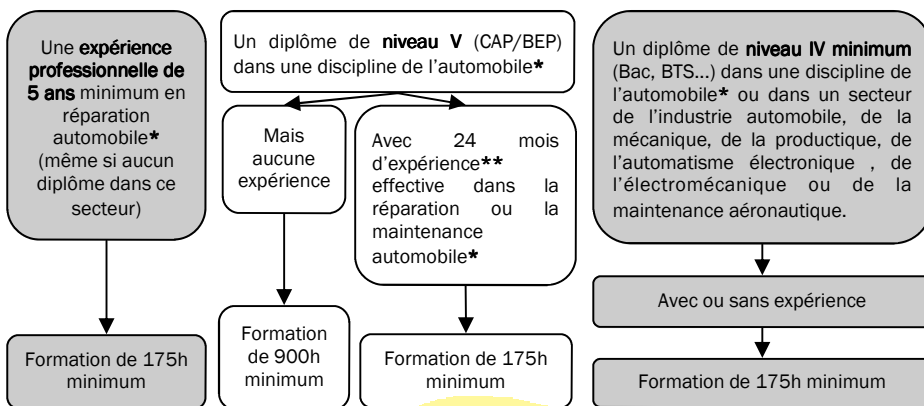 Une expérience
professionnelle de
5 ans minimum en
réparation
automobile*
(même si aucun
diplôme dans ce
secteur)
Formation de 175h
minimum
Un diplôme de niveau V (CAP/BEP)
dans une discipline de l'automobile*
Mais
aucune
expérience
Formation
de 900h
minimum
Avec 24 mois
d'expérience**
effective dans la
réparation ou la
maintenance
automobile*
Formation de 175h
minimum
Un diplôme de niveau IV minimum
(Bac, BTS...) dans une discipline de
l'automobile* ou dans un secteur
de l'industrie automobile, de la
mécanique, de la productique, de
l'automatisme électronique , de
l'électromécanique ou de la
maintenance aéronautique.
Avec ou sans expérience
Formation de 175h minimum